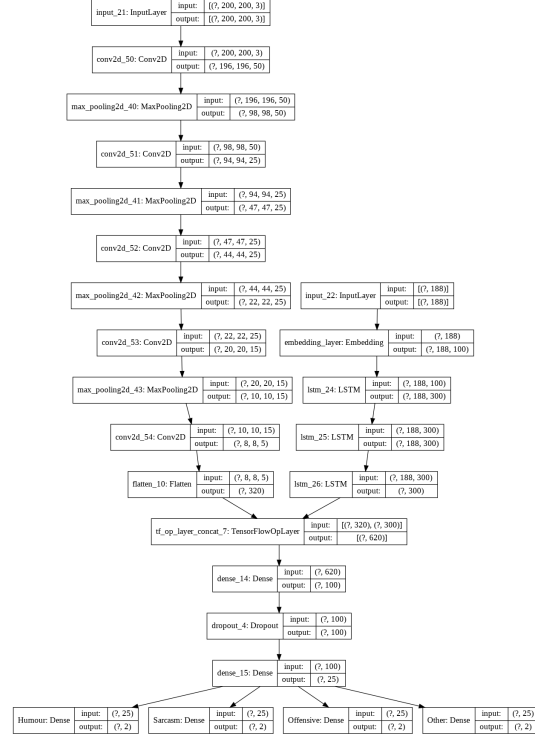 input_21: InputLayer input: [(?, 200, 200, 3)]
output: [(?, 200, 200, 3)]
conv2d_50: Conv2D input: (?, 200, 200, 3)
output: (?, 196, 196, 50)
max_pooling2d_40: MaxPooling2D input: (?, 196, 196, 50)
output: (?, 98, 98, 50)
conv2d_51: Conv2D input: (?, 98, 98, 50)
output: (?, 94, 94, 25)
max_pooling2d_41: MaxPooling2D input: (?, 94, 94, 25)
output: (?, 47, 47, 25)
conv2d_52: Conv2D input: (?, 47, 47, 25)
output: (?, 44, 44, 25)
max_pooling2d_42: MaxPooling2D input: (?, 44, 44, 25)
output: (?, 22, 22, 25)
input_22: InputLayer input: [(?, 188)]
output: [(?, 188)]
conv2d_53: Conv2D input: (?, 22, 22, 25)
output: (?, 20, 20, 15)
embedding_layer: Embedding input: (?, 188)
output: (?, 188, 100)
max_pooling2d_43: MaxPooling2D input: (?, 20, 20, 15)
output: (?, 10, 10, 15)
lstm_24: LSTM input: (?, 188, 100)
output: (?, 188, 300)
conv2d_54: Conv2D input: (?, 10, 10, 15)
output: (?, 8, 8, 5)
lstm_25: LSTM input: (?, 188, 300)
output: (?, 188, 300)
flatten_10: Flatten input: (?, 8, 8, 5)
output: (?, 320)
lstm_26: LSTM input: (?, 188, 300)
output: (?, 300)
tf_op_layer_concat_7: TensorFlowOpLayer input: [(?, 320), (?, 300)]
output: [(?, 620)]
dense_14: Dense input: (?, 620)
output: (?, 100)
dropout_4: Dropout input: (?, 100)
output: (?, 100)
dense_15: Dense input: (?, 100)
output: (?, 25)
Humour: Dense input: (?, 25)
output: (?, 2)
Sarcasm: Dense input: (?, 25)
output: (?, 2)
Offensive: Dense input: (?, 25)
output: (?, 2)
Other: Dense input: (?, 25)
output: (?, 2)